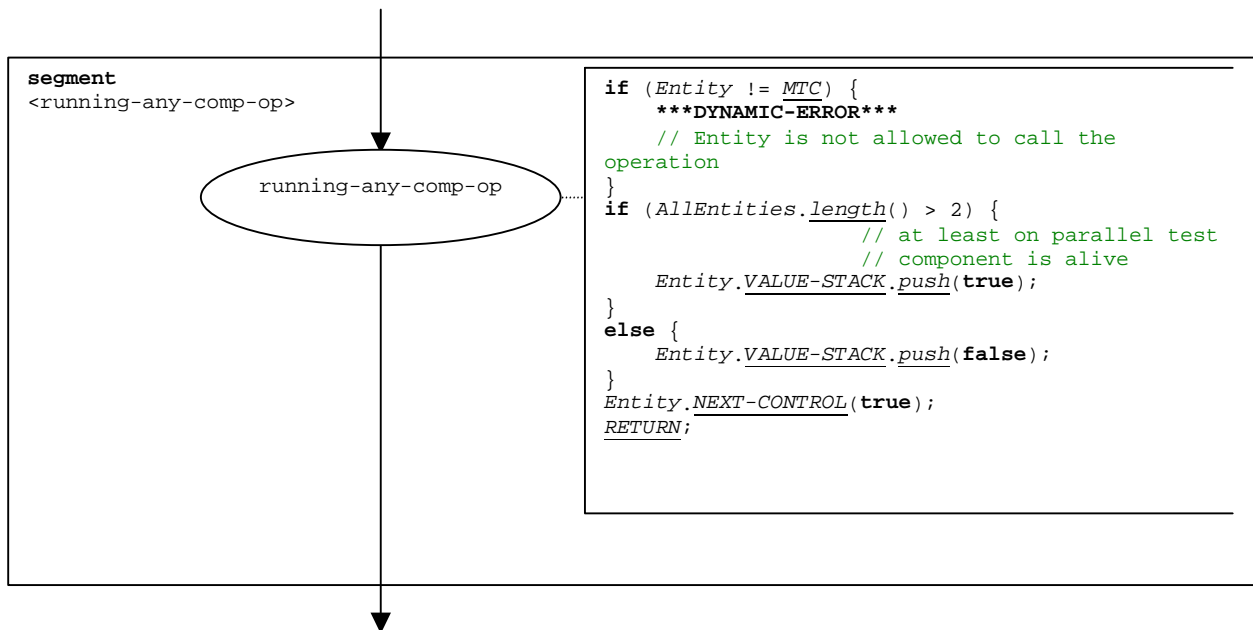 segment
<running-any-comp-op>
running-any-comp-op
if (Entity != MTC) {
***DYNAMIC-ERROR***
// Entity is not allowed to call the
operation
}
if (AllEntities.length() > 2) {
// at least on parallel test
// component is alive
Entity.VALUE-STACK.push(true);
}
else {
Entity.VALUE-STACK.push(false);
}
Entity.NEXT-CONTROL(true);
RETURN;